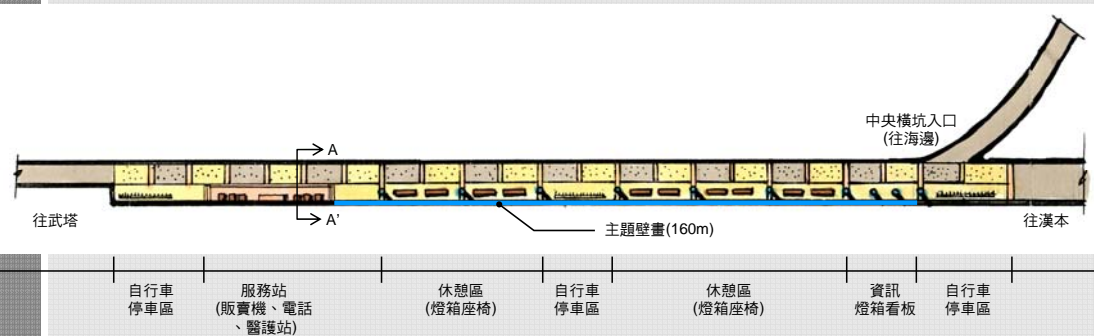 中央橫坑入口
(往海邊)
A
A'
往武塔
往漢本
主題壁畫(160m)
自行車
停車區
服務站
(販賣機、電話
、醫護站)
休憩區
(燈箱座椅)
自行車
停車區
休憩區
(燈箱座椅)
資訊
燈箱看板
自行車
停車區